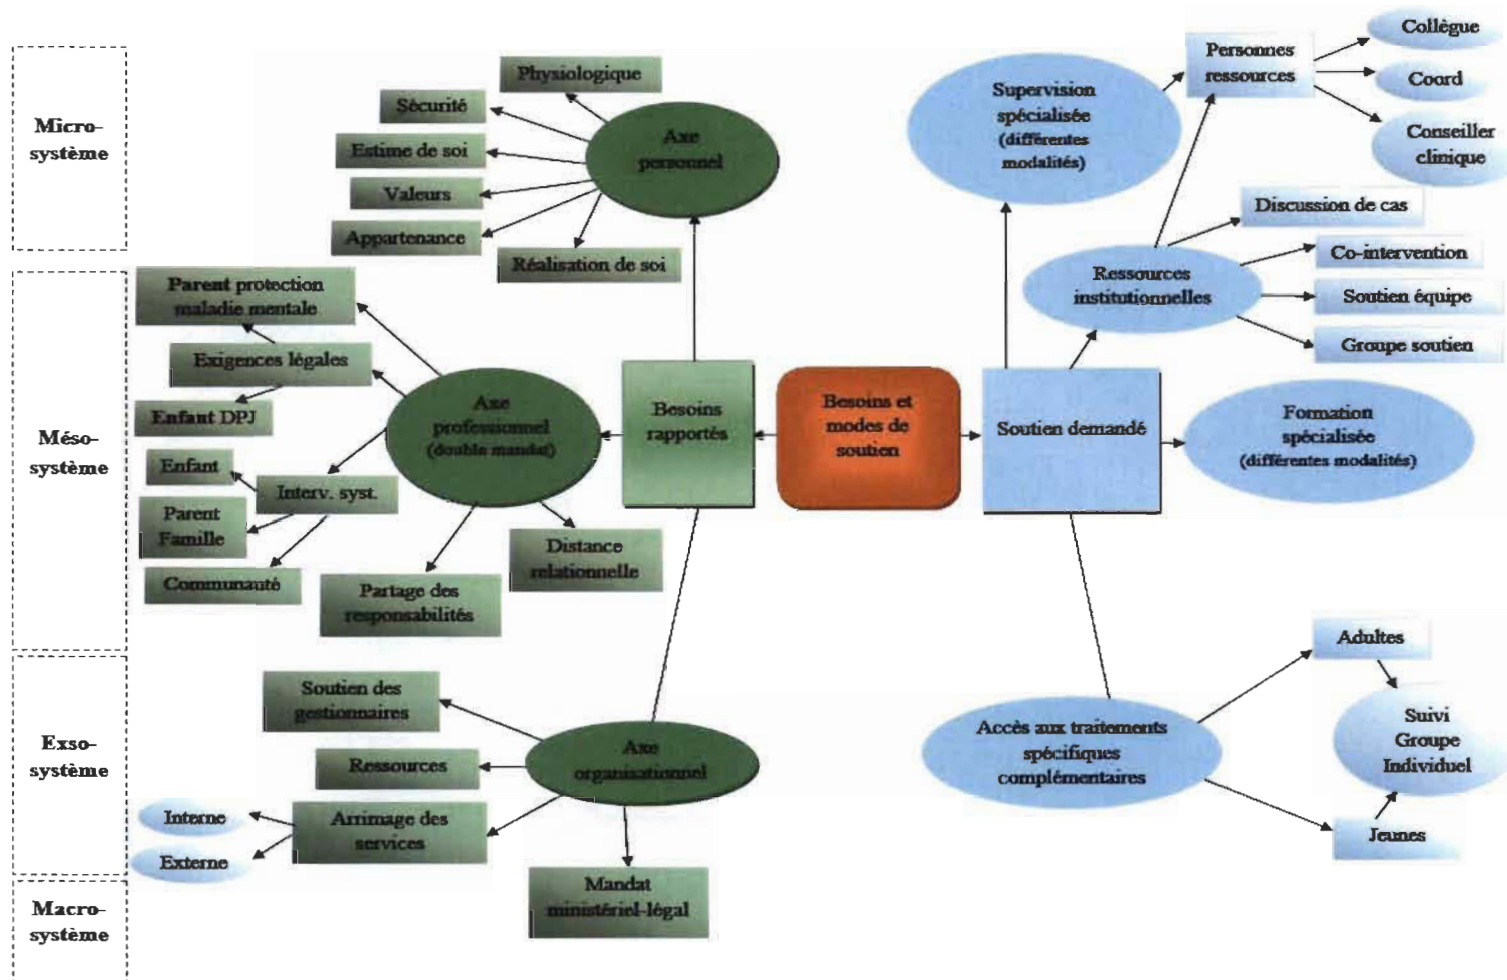 Micro-
système
Méso-
système
Exso-
système
Macro-
système
Physiologique
Sécurité
Estime de soi
Valeurs
Appartenance
Réalisation de soi
Axe
personnel
Parent protection
maladie mentale
Exigences légales
Enfant DPJ
Enfant
Interv. syst.
Parent
Famille
Communauté
Axe
professionnel
(double mandat)
Partage des
responsabilités
Distance
relationnelle
Besoins
rapportés
Besoins et
modes de
soutien
Soutien demandé
Soutien des
gestionnaires
Ressources
Arrimage des
services
Interne
Externe
Axe
organisationnel
Mandat
ministériel-légal
Supervision
spécialisée
(différentes
modalités)
Personnes
ressources
Collègue
Coord
Conseiller
clinique
Ressources
institutionnelles
Discussion de cas
Co-intervention
Soutien équipe
Groupe soutien
Formation
spécialisée
(différentes modalités)
Accès aux traitements
spécifiques
complémentaires
Adultes
Suivi
Groupe
Individuel
Jeunes